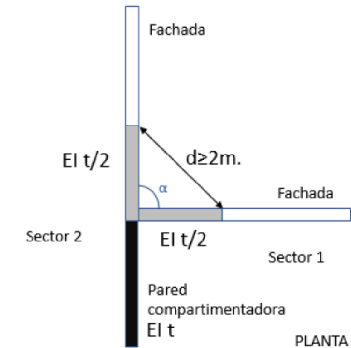 Fachada
EI t/2
d≥2m.
α
Fachada
Sector 2
EI t/2
Sector 1
Pared
compartimentadora
EI t
PLANTA